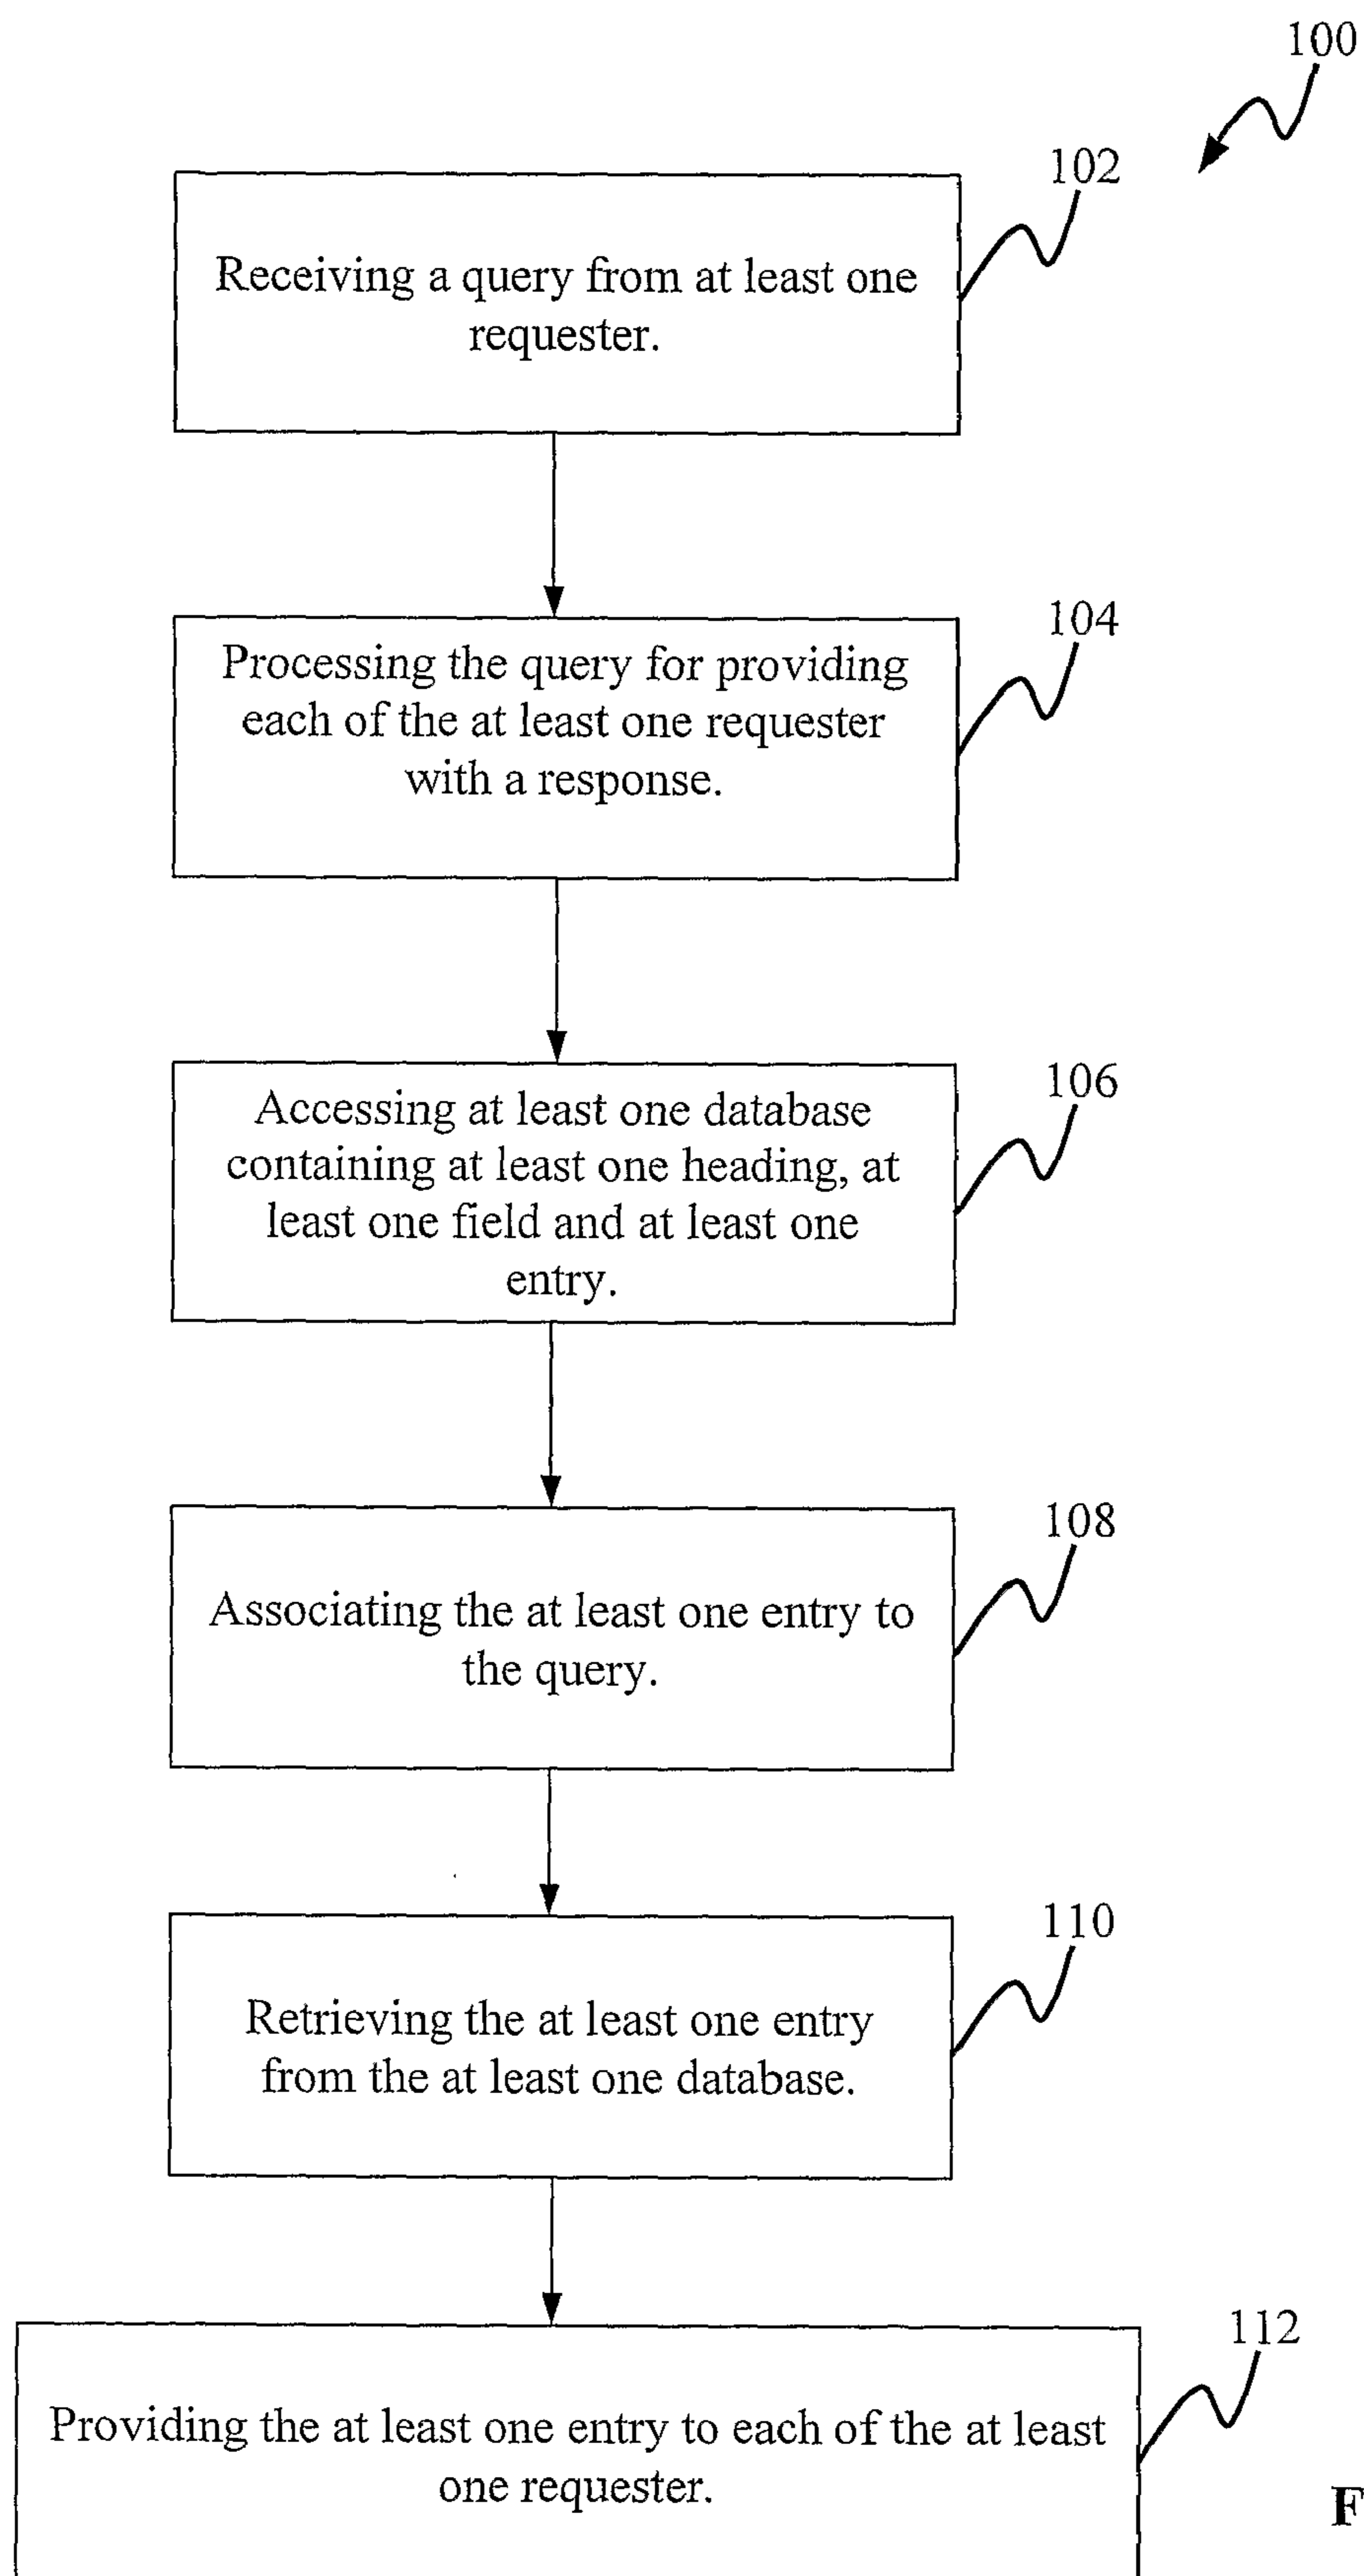 100
102
Receiving a query from at least one
requester.
104
Processing the query for providing
each of the at least one requester
with a response.
106
Accessing at least one database
containing at least one heading, at
least one field and at least one
entry.
108
Associating the at least one entry to
the query.
110
Retrieving the at least one entry
from the at least one database.
112
Providing the at least one entry to each of the at least
one requester.
F